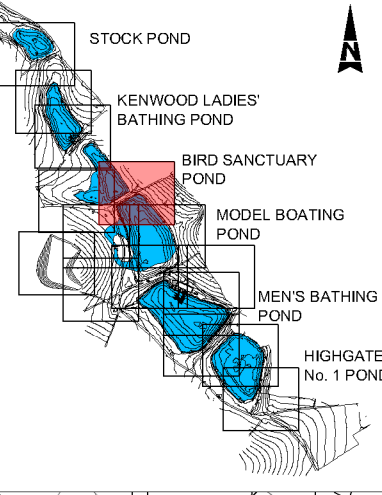 STOCK POND
N
KENWOOD LADIES'
BATHING POND
BIRD SANCTUARY
POND
MODEL BOATING
POND
MEN'S BATHING
POND
HIGHGATE
No. 1 POND